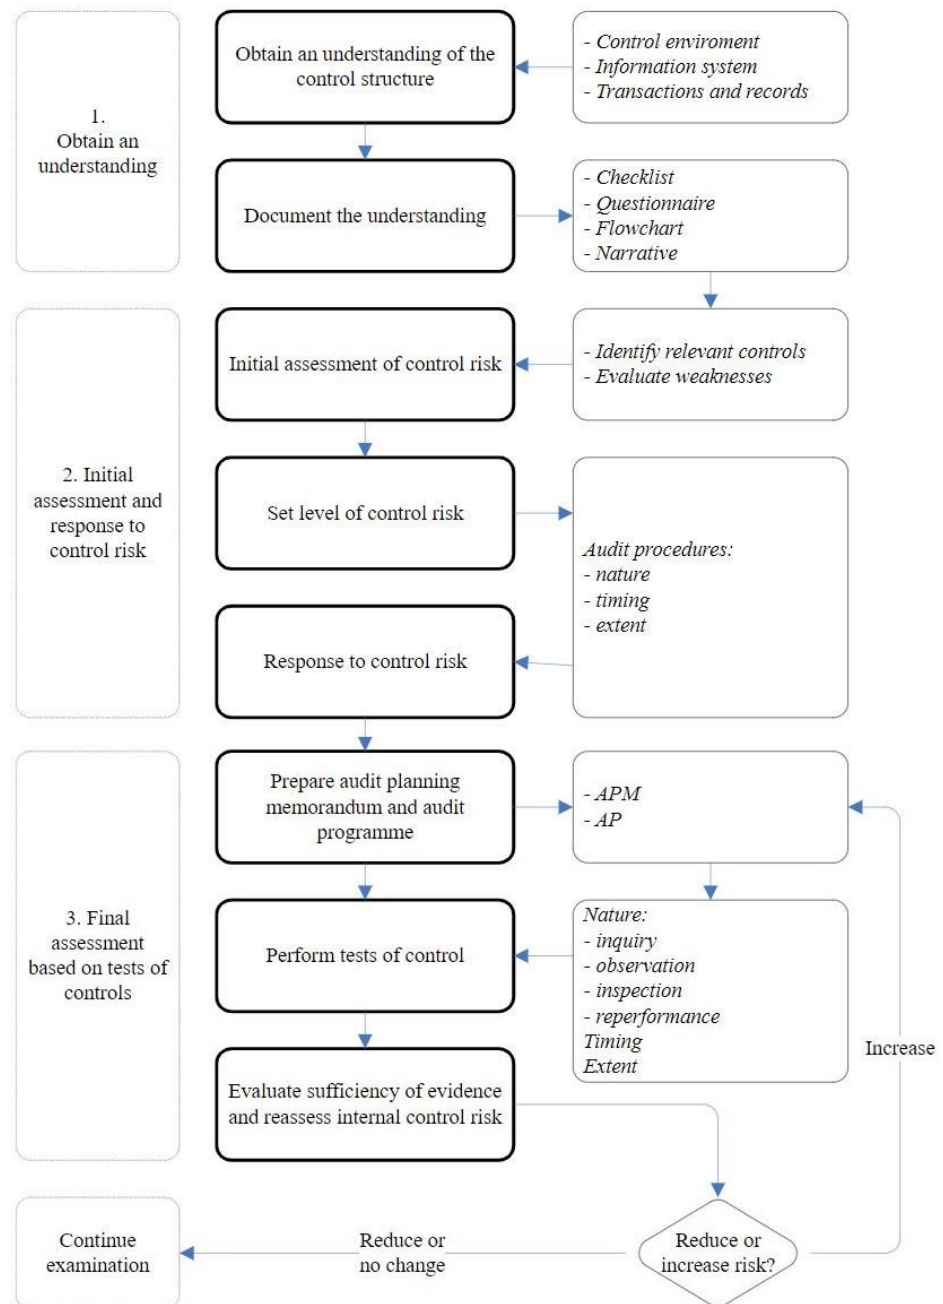 1.
Obtain an
understanding
Obtain an understanding of the
control structure
- Control enviroment
- Information system
- Transactions and records
Document the understanding
- Checklist
- Questionnaire
- Flowchart
- Narrative
2. Initial
assessment and
response to
control risk
Initial assessment of control risk
- Identify relevant controls
- Evaluate weaknesses
Set level of control risk
Audit procedures:
- nature
- timing
- extent
Response to control risk
3. Final
assessment
based on tests of
controls
Prepare audit planning
memorandum and audit
programme
- APM
- AP
Perform tests of control
Nature:
- inquiry
- observation
- inspection
- reperformance
Timing
Extent
Increase
Evaluate sufficiency of evidence
and reassess internal control risk
Continue
examination
Reduce or
no change
Reduce or
increase risk?